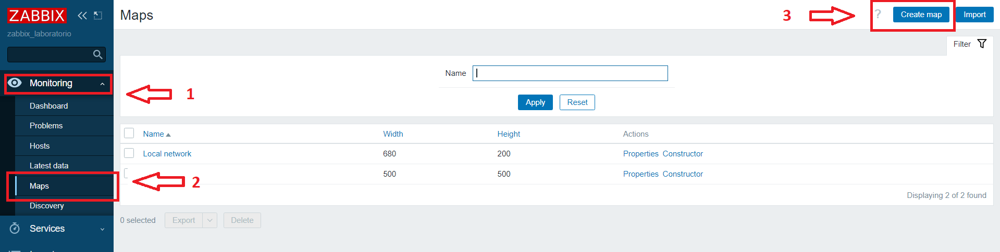 ZABBIX
zabbix_laboratorio
Monitoring
Dashboard
Problems
Hosts
Latest data
Maps
Discovery
Services
Maps
3
?
Create map
Import
Filter
1
Name
Apply
Reset
Name Width Height Actions
Local network 680 200 Properties Constructor
500 500 Properties Constructor
2
Displaying 2 of 2 found
0 selected
Export
Delete